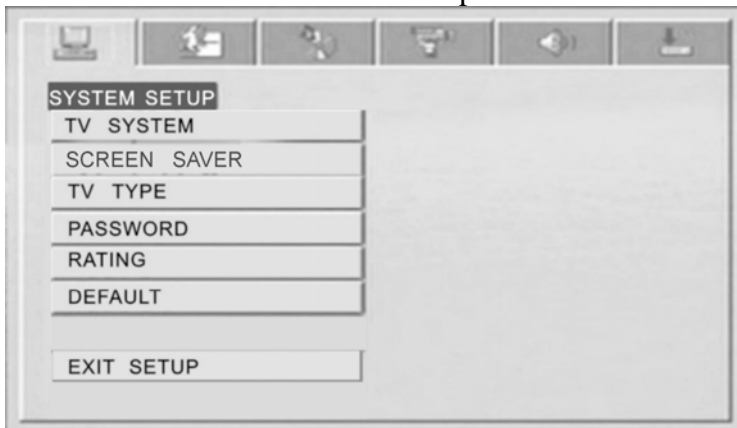 SYSTEM SETUP
TV SYSTEM
SCREEN SAVER
TV TYPE
PASSWORD
RATING
DEFAULT
EXIT SETUP